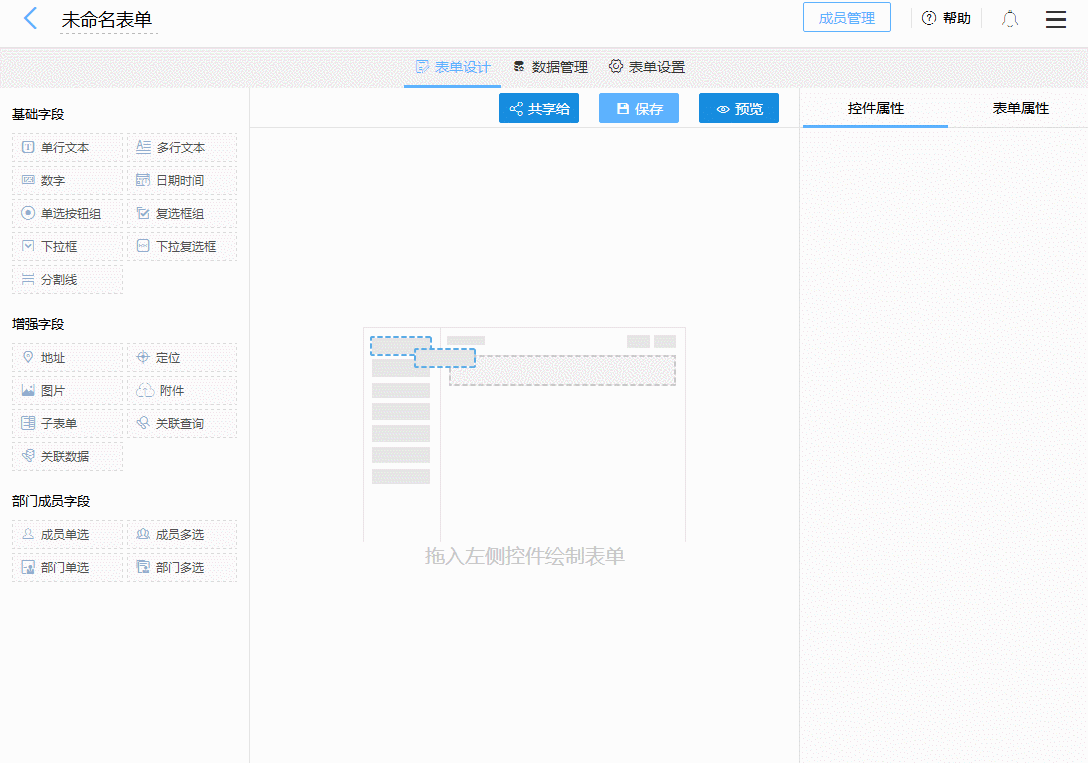 未命名表单
成员管理
帮助
表单设计 数据管理 表单设置
共享给 保存 预览
控件属性 表单属性
基础字段
单行文本 多行文本
数字 日期时间
单选按钮组 复选框组
下拉框 下拉复选框
分割线
增强字段
地址 定位
图片 附件
子表单 关联查询
关联数据
部门成员字段
成员单选 成员多选
部门单选 部门多选
拖入左侧控件绘制表单